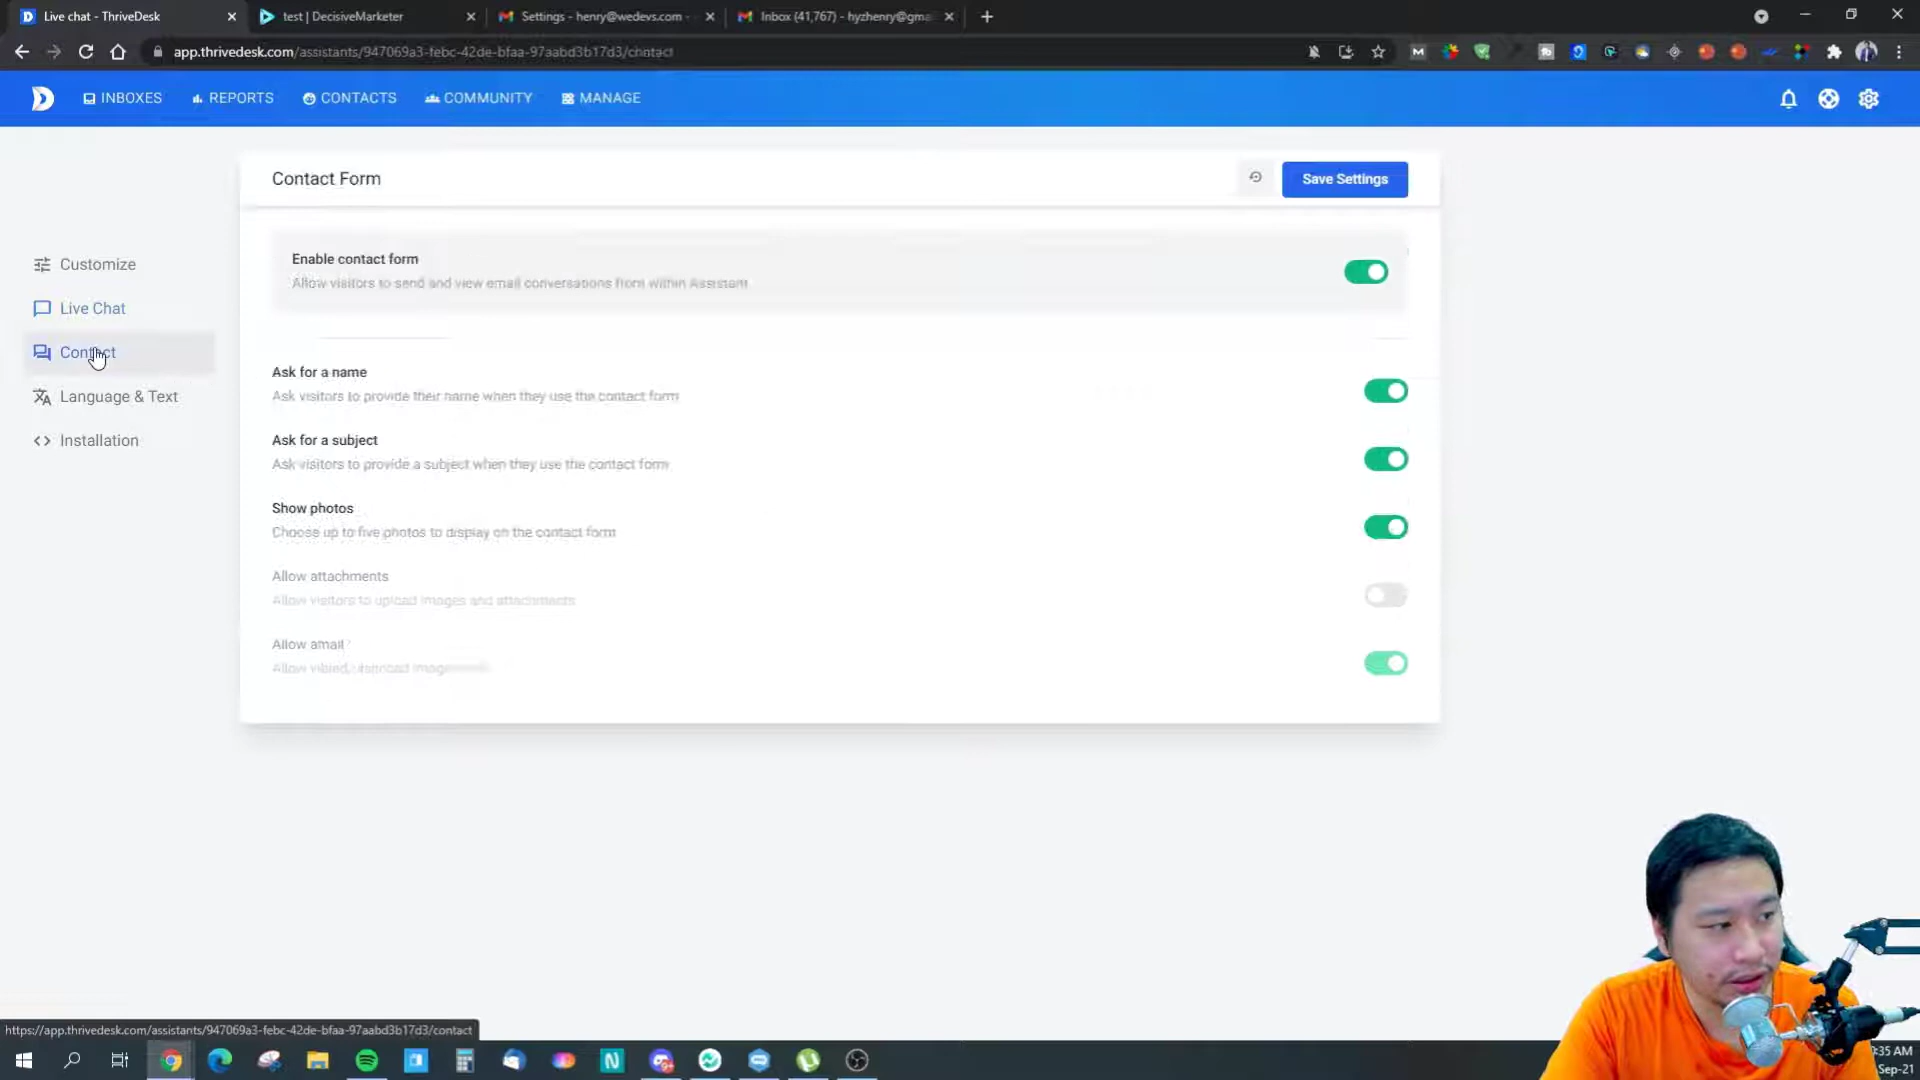 Live chat - ThriveDesk
test | DecisiveMarketer
Settings - henry@wedevs.com -
Inbox (41,767) - hyzhenry@gma
app.thrivedesk.com/assistants/947069a3-febc-42de-bfaa-97aabd3b17d3/contact
INBOXES
REPORTS
CONTACTS
COMMUNITY
MANAGE
Contact Form
Save Settings
Enable contact form
Allow visitors to send and view email conversations from within Assistant
Customize
Live Chat
Contact
Language & Text
Installation
Ask for a name
Ask visitors to provide their name when they use the contact form
Ask for a subject
Ask visitors to provide a subject when they use the contact form
Show photos
Choose up to five photos to display on the contact form
Allow attachments
Allow visitors to upload images and attachments
Allow
Allow
https://app.thrivedesk.com/assistants/947069a3-febc-42de-bfaa-97aabd3b17d3/contact
:35 AM
Sep-21